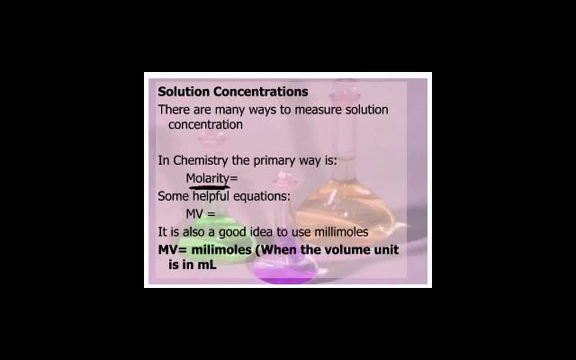 Solution Concentrations
There are many ways to measure solution
concentration
In Chemistry the primary way is:
Molarity=
Some helpful equations:
MV =
It is also a good idea to use millimoles
MV= milimoles (When the volume unit
is in mL